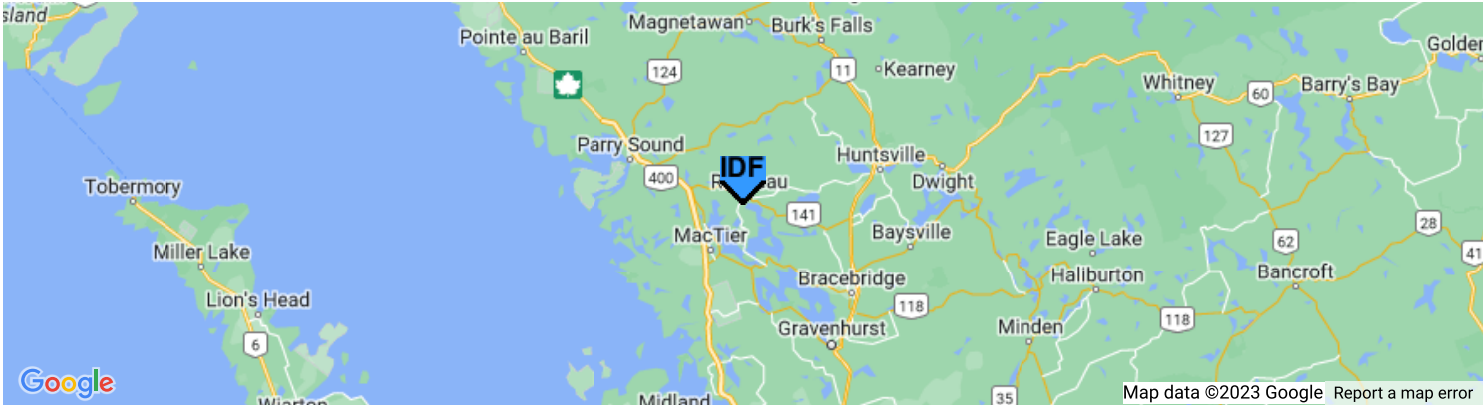 sland
Magnetawan
Burk's Falls
Pointe au Baril
Golden
11
Kearney
124
Whitney
60
Barry's Bay
127
Parry Sound
Huntsville
IDF
400
Dwight
Tobermory
141
28
MacTier
Baysville
Eagle Lake
62
Miller Lake
41
Bracebridge
Haliburton
Bancroft
Lion's Head
118
Gravenhurst
Minden
118
6
Google
Midland
35
Map data ©2023 Google
Report a map error
Wiarton